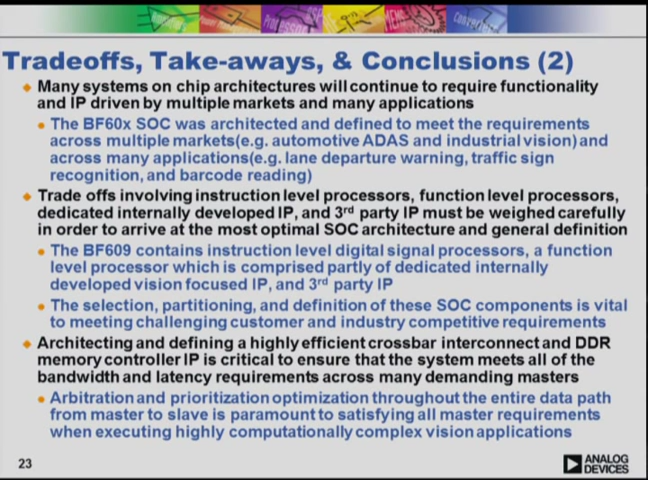 Tradeoffs, Take-aways, & Conclusions (2)
Many systems on chip architectures will continue to require functionality
and IP driven by multiple markets and many applications
The BF60x SOC was architected and defined to meet the requirements
across multiple markets(e.g. automotive ADAS and industrial vision) and
across many applications(e.g. lane departure warning, traffic sign
recognition, and barcode reading)
Trade offs involving instruction level processors, function level processors,
dedicated internally developed IP, and 3rd party IP must be weighed carefully
in order to arrive at the most optimal SOC architecture and general definition
The BF609 contains instruction level digital signal processors, a function
level processor which is comprised partly of dedicated internally
developed vision focused IP, and 3rd party IP
The selection, partitioning, and definition of these SOC components is vital
to meeting challenging customer and industry competitive requirements
Architecting and defining a highly efficient crossbar interconnect and DDR
memory controller IP is critical to ensure that the system meets all of the
bandwidth and latency requirements across many demanding masters
Arbitration and prioritization optimization throughout the entire data path
from master to slave is paramount to satisfying all master requirements
when executing highly computationally complex vision applications
23
ANALOG
DEVICES